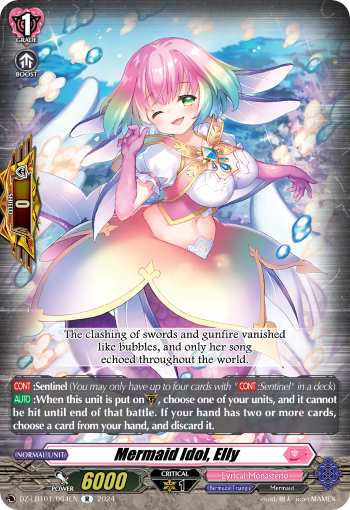 1
GRADE
BOOST
SHIELD
0
The clashing of swords and gunfire vanished
like bubbles, and only her song
echoed throughout the world.
CONT :Sentinel (You may only have up to four cards with "CONT :Sentinel" in a deck)
AUTO :When this unit is put on G, choose one of your units, and it cannot
be hit until end of that battle. If your hand has two or more cards,
choose a card from your hand, and discard it.
NORMAL UNIT
Mermaid Idol, Elly
POWER
6000
CRITICAL
1
Lyrical Monasterio
Bermuda Triangle
Mermaid
R 2024